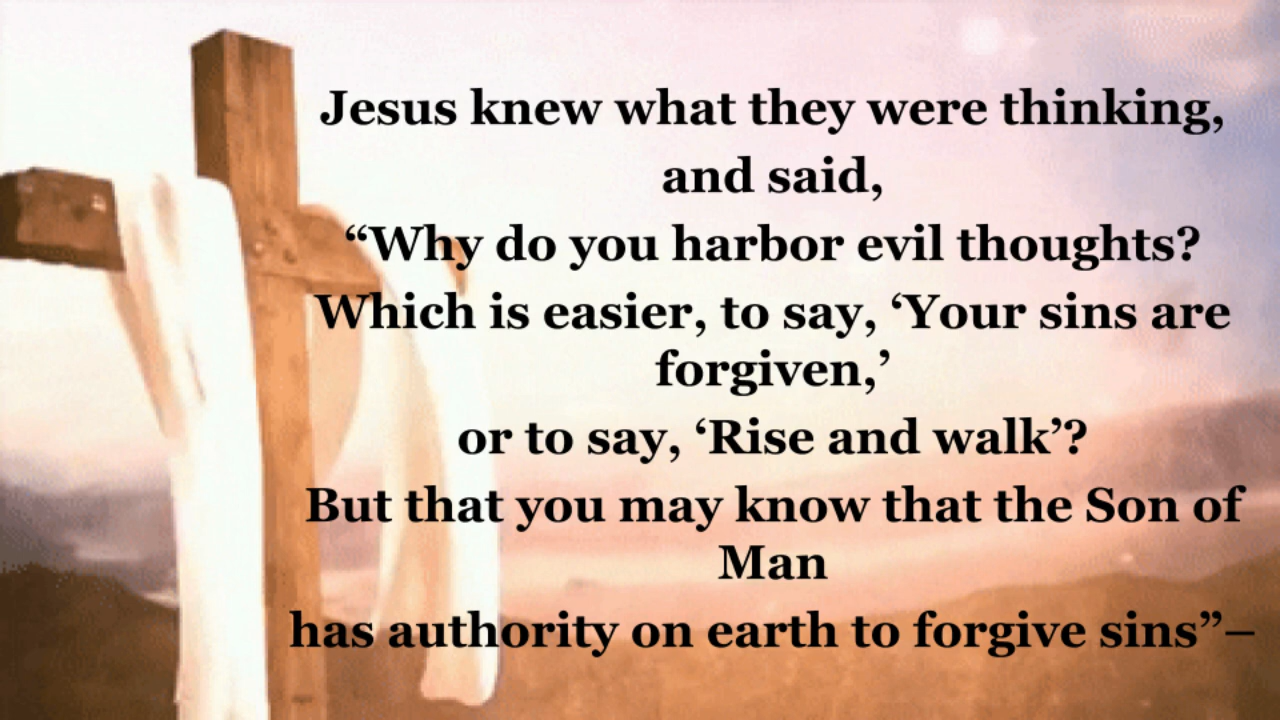 Jesus knew what they were thinking,
and said,
“Why do you harbor evil thoughts?
Which is easier, to say, ‘Your sins are
forgiven,’
or to say, ‘Rise and walk’?
But that you may know that the Son of
Man
has authority on earth to forgive sins”–